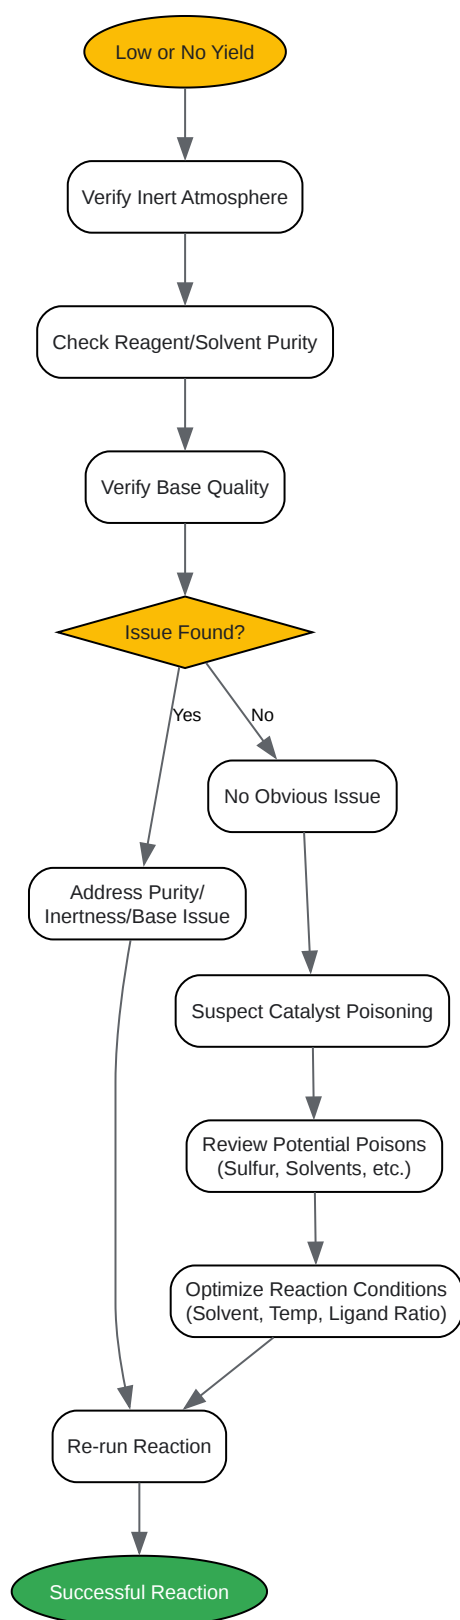 Low or No Yield
Verify Inert Atmosphere
Check Reagent/Solvent Purity
Verify Base Quality
Issue Found?
Yes
No
No Obvious Issue
Address Purity/
Inertness/Base Issue
Suspect Catalyst Poisoning
Review Potential Poisons
(Sulfur, Solvents, etc.)
Optimize Reaction Conditions
(Solvent, Temp, Ligand Ratio)
Re-run Reaction
Successful Reaction